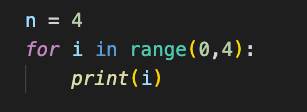 n = 4
for i in range(0,4):
    print(i)